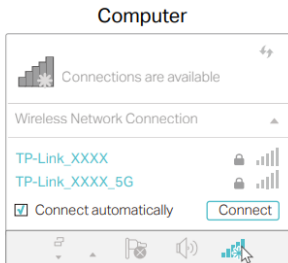 Computer
Connections are available
Wireless Network Connection
TP-Link_XXXX
TP-Link_XXXX_5G
Connect automatically Connect